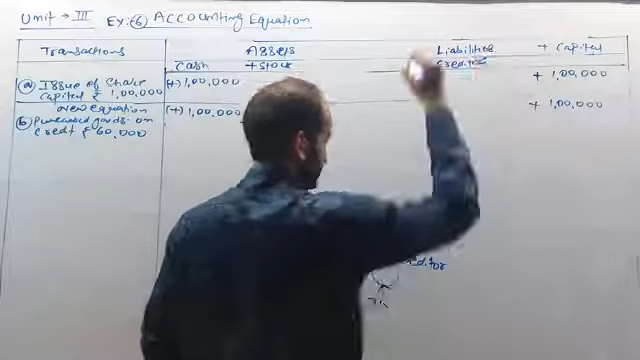 Unit - III Ex:⑥ Accounting Equation
Transactions Assets Liabilities + Capital
Cash + Stock Creditors
ⓐ Issue of Share (+) 1,00,000 + 1,00,000
Capital ₹ 1,00,000
new equation (+) 1,00,000 + 1,00,000
ⓑ Purchased goods on
Credit ₹ 60,000